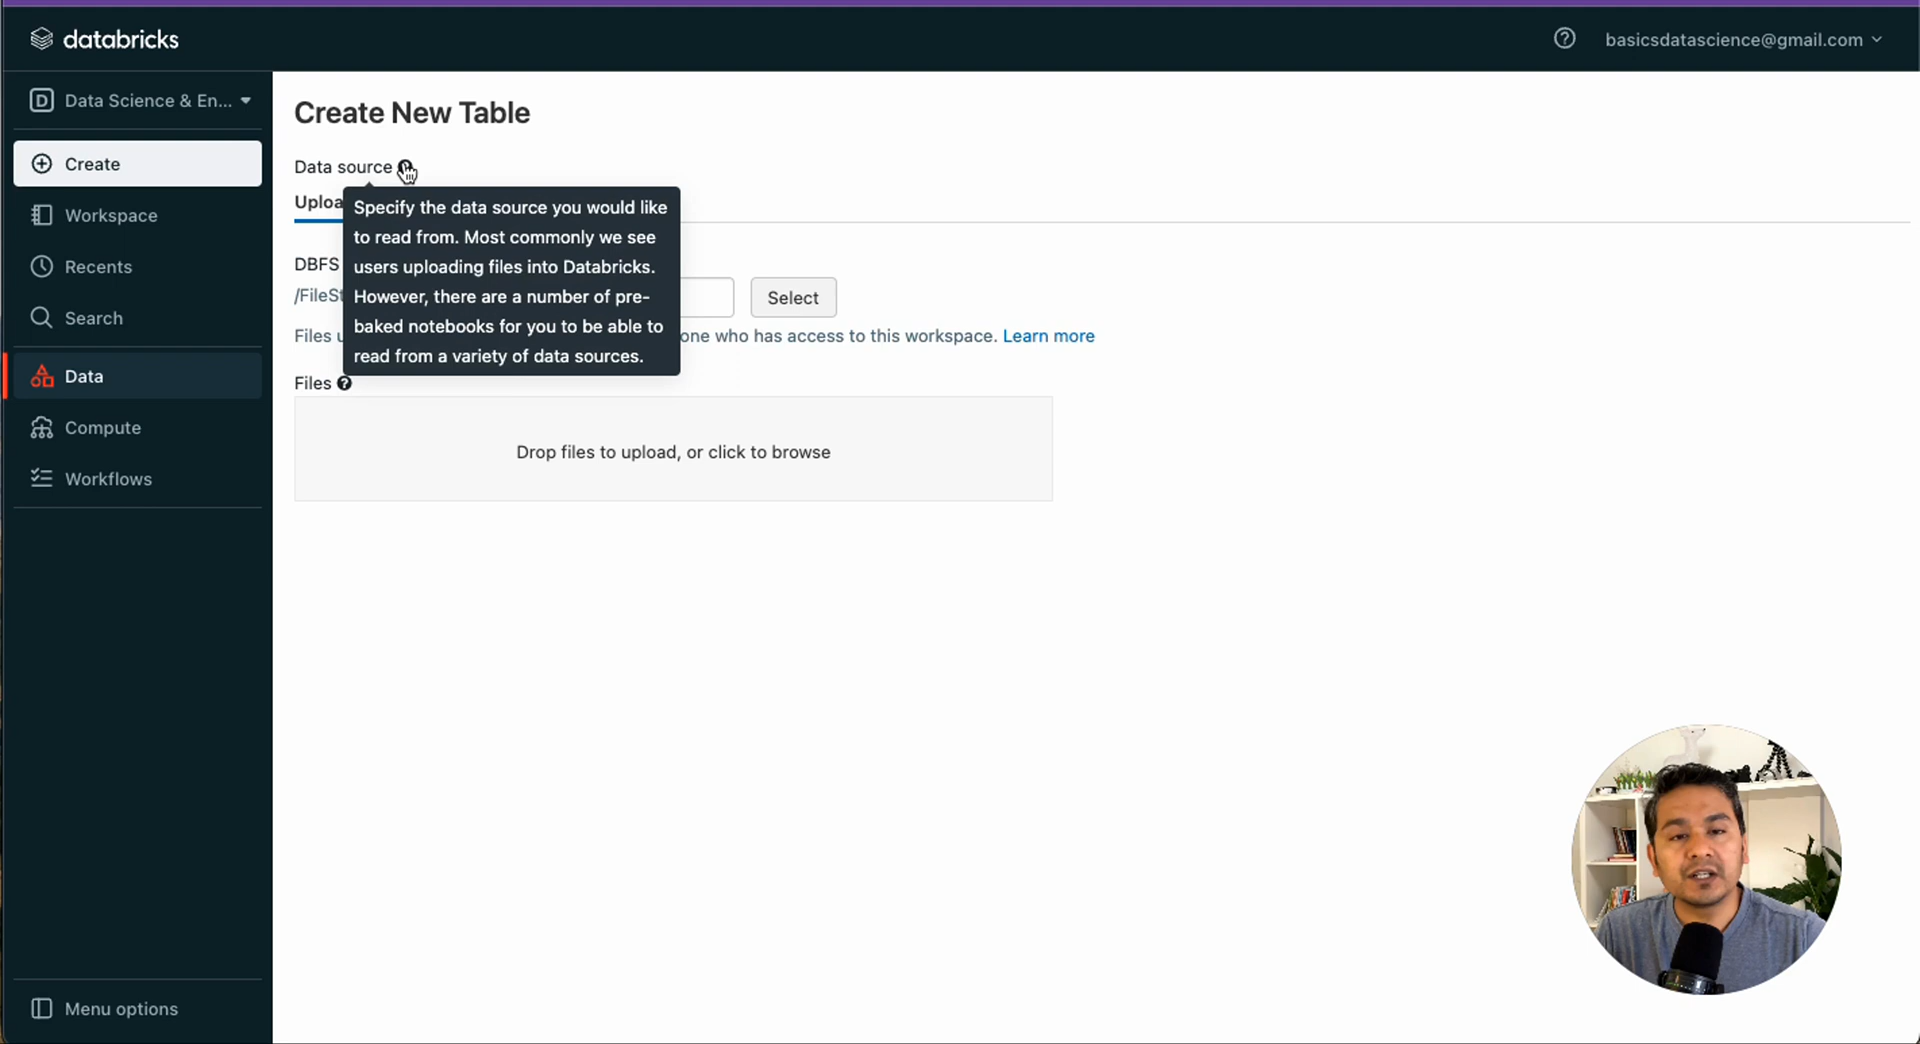 databricks
basicsdatascience@gmail.com
D Data Science & En...
Create
Workspace
Recents
Search
Data
Compute
Workflows
Menu options
Create New Table
Data source
Uploa
Specify the data source you would like
to read from. Most commonly we see
users uploading files into Databricks.
However, there are a number of pre-
baked notebooks for you to be able to
read from a variety of data sources.
DBFS
/FileSt
Select
Files u
one who has access to this workspace. Learn more
Files ?
Drop files to upload, or click to browse